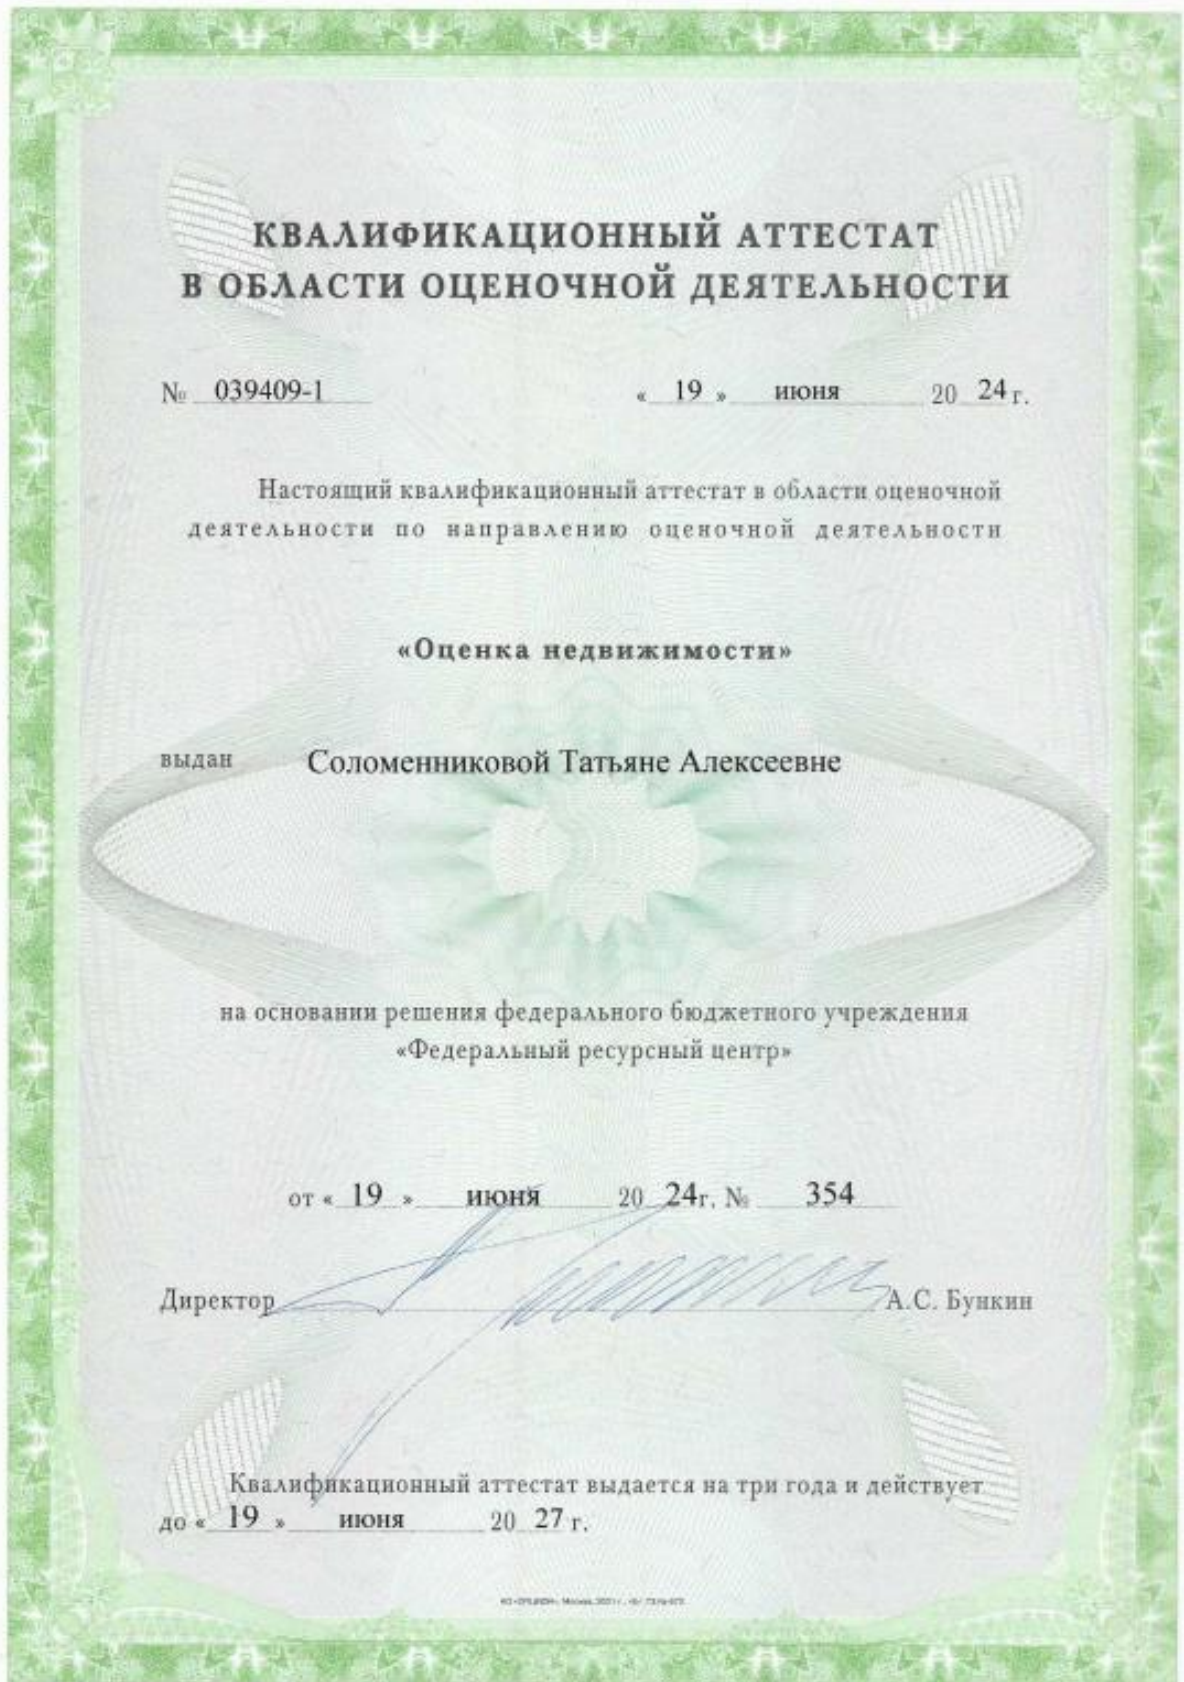 КВАЛИФИКАЦИОННЫЙ АТТЕСТАТ
В ОБЛАСТИ ОЦЕНОЧНОЙ ДЕЯТЕЛЬНОСТИ
№ 039409-1 « 19 » июня 20 24 г.
Настоящий квалификационный аттестат в области оценочной
деятельности по направлению оценочной деятельности
«Оценка недвижимости»
выдан Соломенниковой Татьяне Алексеевне
на основании решения федерального бюджетного учреждения
«Федеральный ресурсный центр»
от « 19 » июня 20 24г. № 354
Директор А.С. Бункин
Квалификационный аттестат выдается на три года и действует
до « 19 » июня 20 27 г.
Москва, 2021 г.